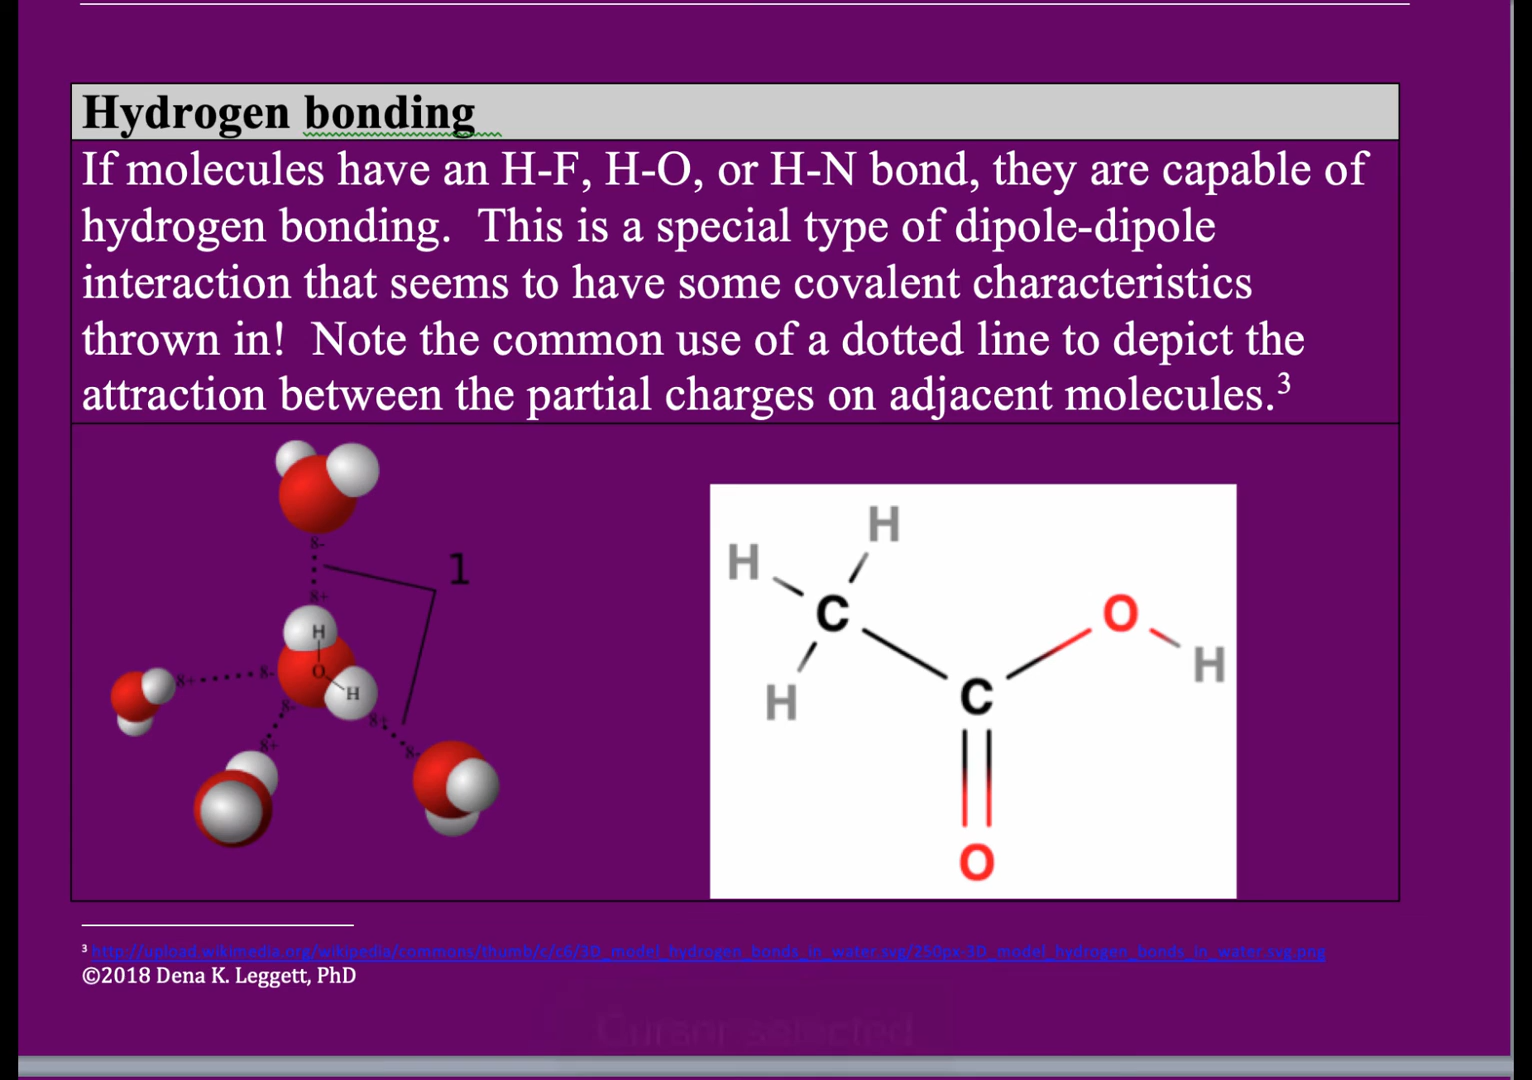 Hydrogen bonding
If molecules have an H-F, H-O, or H-N bond, they are capable of
hydrogen bonding.  This is a special type of dipole-dipole
interaction that seems to have some covalent characteristics
thrown in!  Note the common use of a dotted line to depict the
attraction between the partial charges on adjacent molecules.³
δ-
1
δ+
H
δ+ δ- O
H
δ-
δ+
δ+
δ-
H
H
C
O
H
H
C
O
³ http://upload.wikimedia.org/wikipedia/commons/thumb/c/c6/3D_model_hydrogen_bonds_in_water.svg/250px-3D_model_hydrogen_bonds_in_water.svg.png
©2018 Dena K. Leggett, PhD
Cursor selected